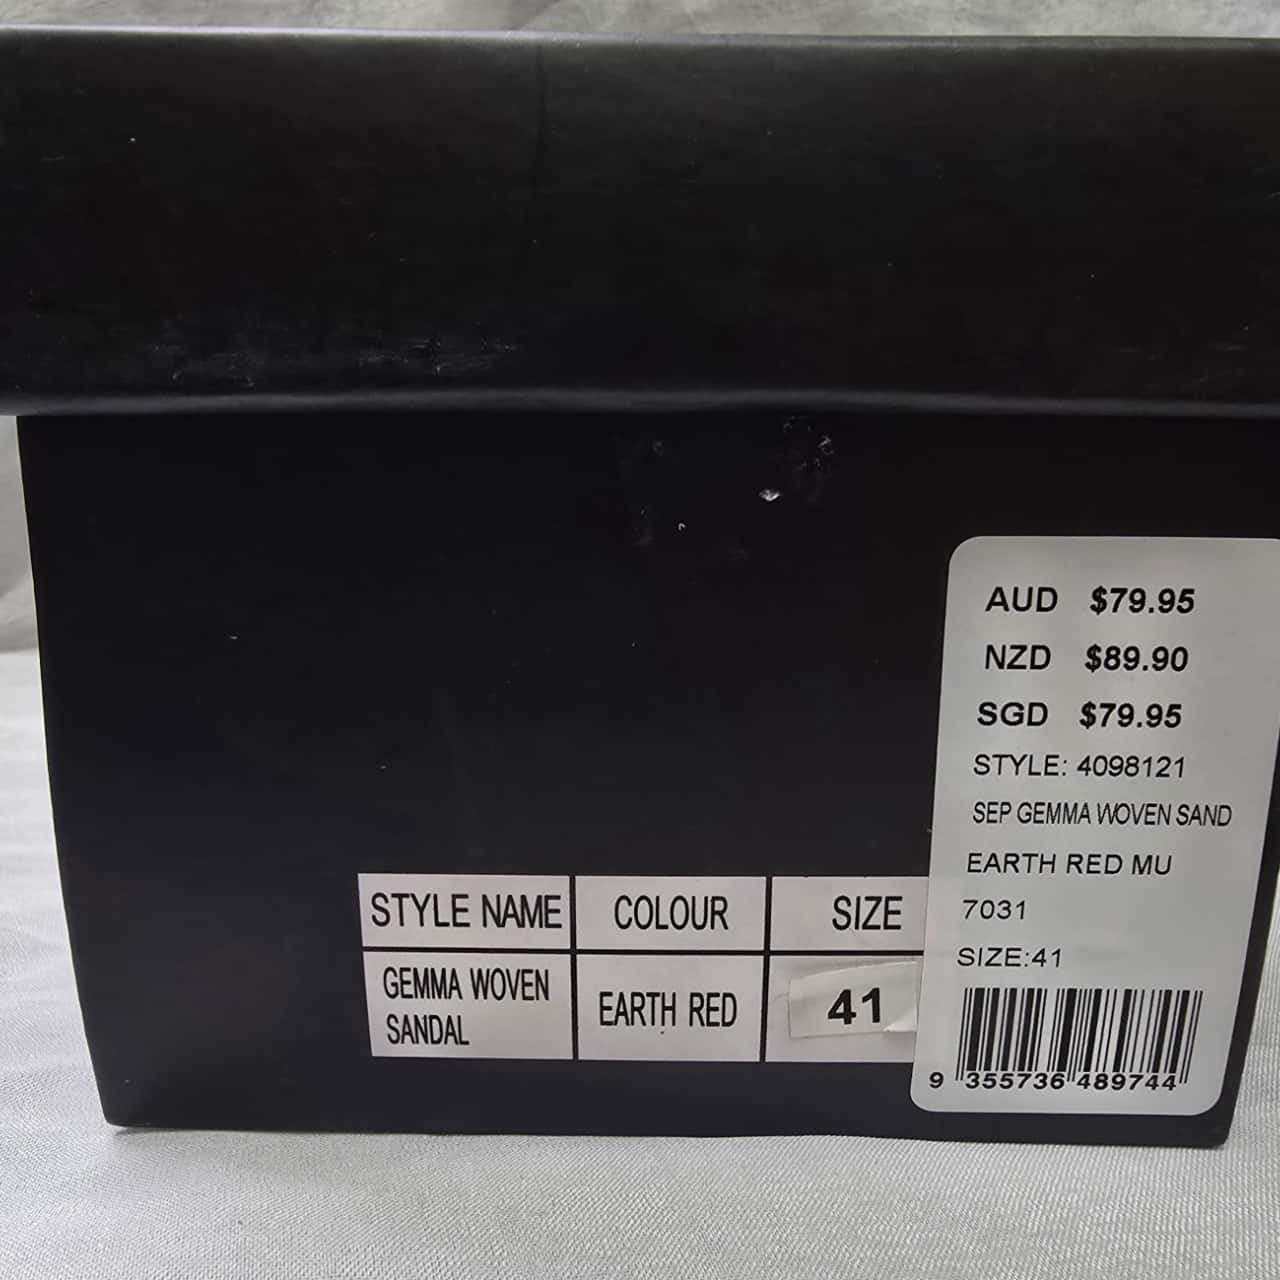 AUD $79.95
NZD $89.90
SGD $79.95
STYLE: 4098121
SEP GEMMA WOVEN SAND
EARTH RED MU
7031
SIZE:41
9 355736 489744
STYLE NAME COLOUR SIZE
GEMMA WOVEN
SANDAL
EARTH RED
41